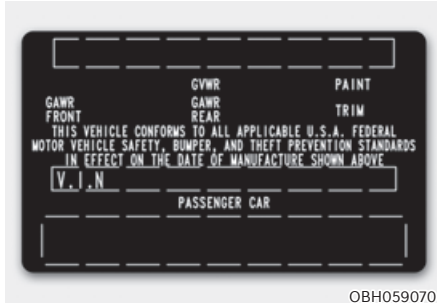 GVWR PAINT
GAWR GAWR
FRONT REAR TRIM
THIS VEHICLE CONFORMS TO ALL APPLICABLE U.S.A. FEDERAL
MOTOR VEHICLE SAFETY, BUMPER, AND THEFT PREVENTION STANDARDS
IN EFFECT ON THE DATE OF MANUFACTURE SHOWN ABOVE
V.I.N
PASSENGER CAR
OBH059070